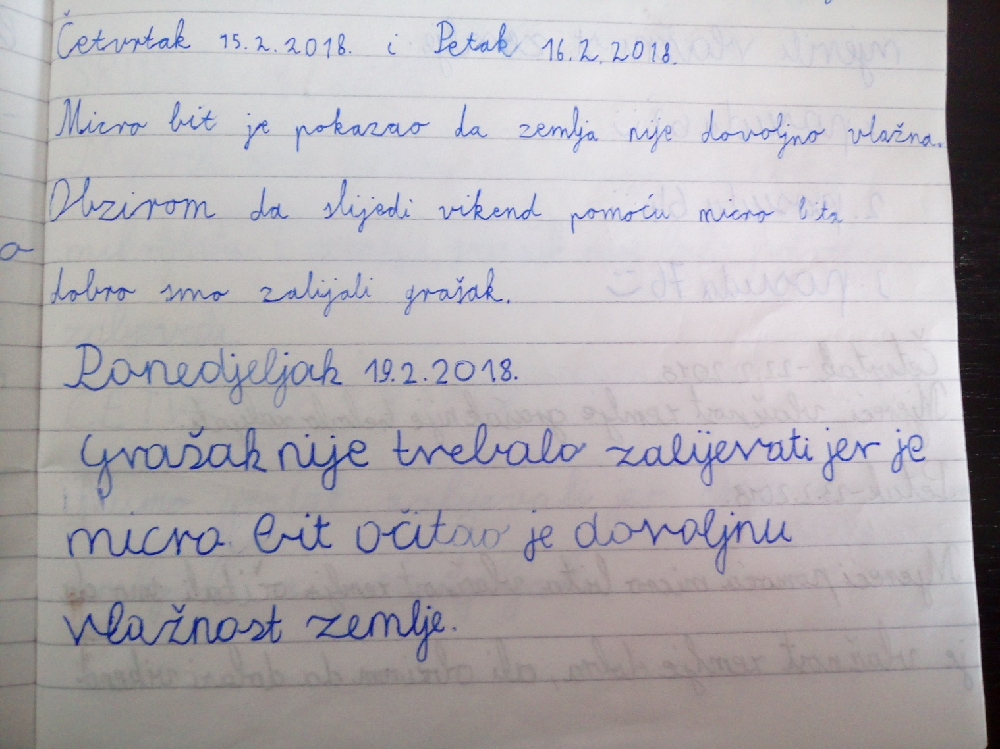 Četvrtak 15.2.2018. i Petak 16.2.2018.
Micro bit je pokazao da zemlja nije dovoljno vlažna.
Obzirom da slijedi vikend pomoću micro bita
dobro smo zalijali grašak.
Ponedjeljak 19.2.2018.
Grašak nije trebalo zalijevati jer je
micro bit očitao je dovoljnu
vlažnost zemlje.